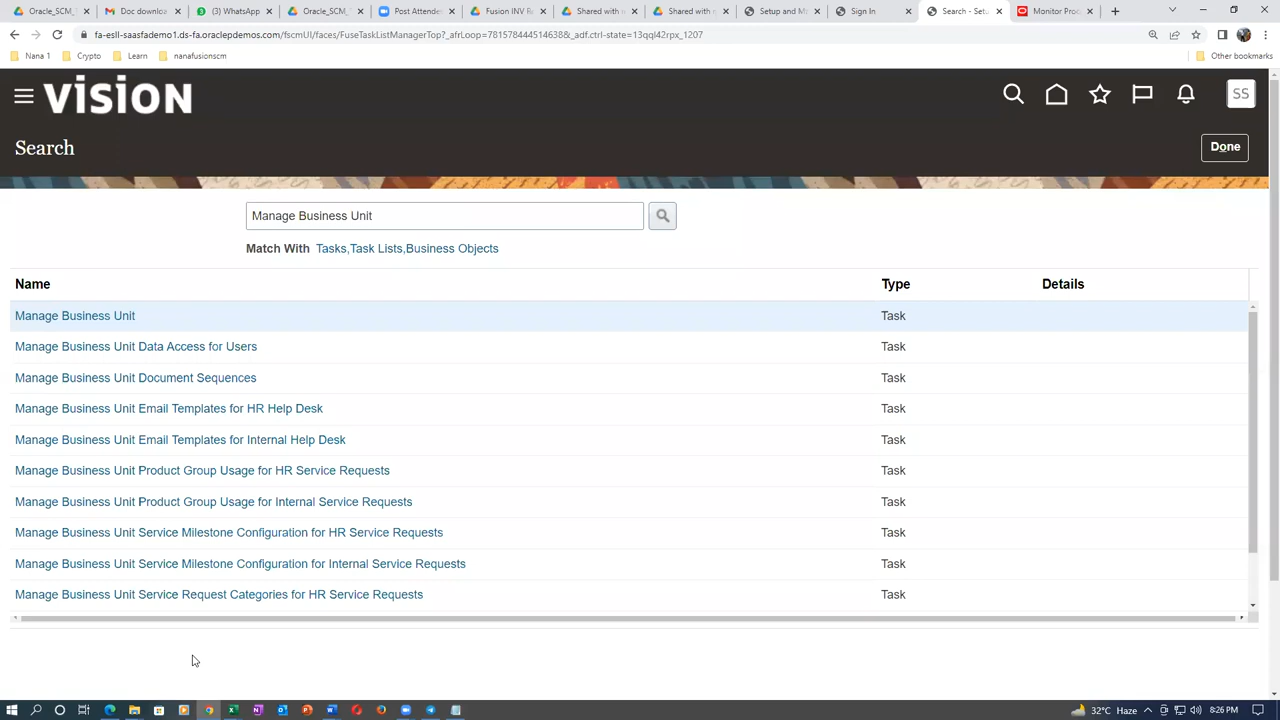 Oracle_SCM_
Doc downloa
(3) WhatsApp
Oracle_SCM_
Post Attende
Fusion INV R
Shared with
Shared with
Setup and M
Sign In
Search - Setu
Monitor Proc
fa-esll-saasfademo1.ds-fa.oraclepdemos.com/fscmUI/faces/FuseTaskListManagerTop?_afrLoop=7815784445146388&_adf.ctrl-state=13qql42rpx_1207
Nana 1
Crypto
Learn
nanafusionscm
Other bookmarks
VISION
SS
Search
Done
Manage Business Unit
Match With Tasks,Task Lists,Business Objects
Name Type Details
Manage Business Unit Task
Manage Business Unit Data Access for Users Task
Manage Business Unit Document Sequences Task
Manage Business Unit Email Templates for HR Help Desk Task
Manage Business Unit Email Templates for Internal Help Desk Task
Manage Business Unit Product Group Usage for HR Service Requests Task
Manage Business Unit Product Group Usage for Internal Service Requests Task
Manage Business Unit Service Milestone Configuration for HR Service Requests Task
Manage Business Unit Service Milestone Configuration for Internal Service Requests Task
Manage Business Unit Service Request Categories for HR Service Requests Task
32°C Haze
8:26 PM